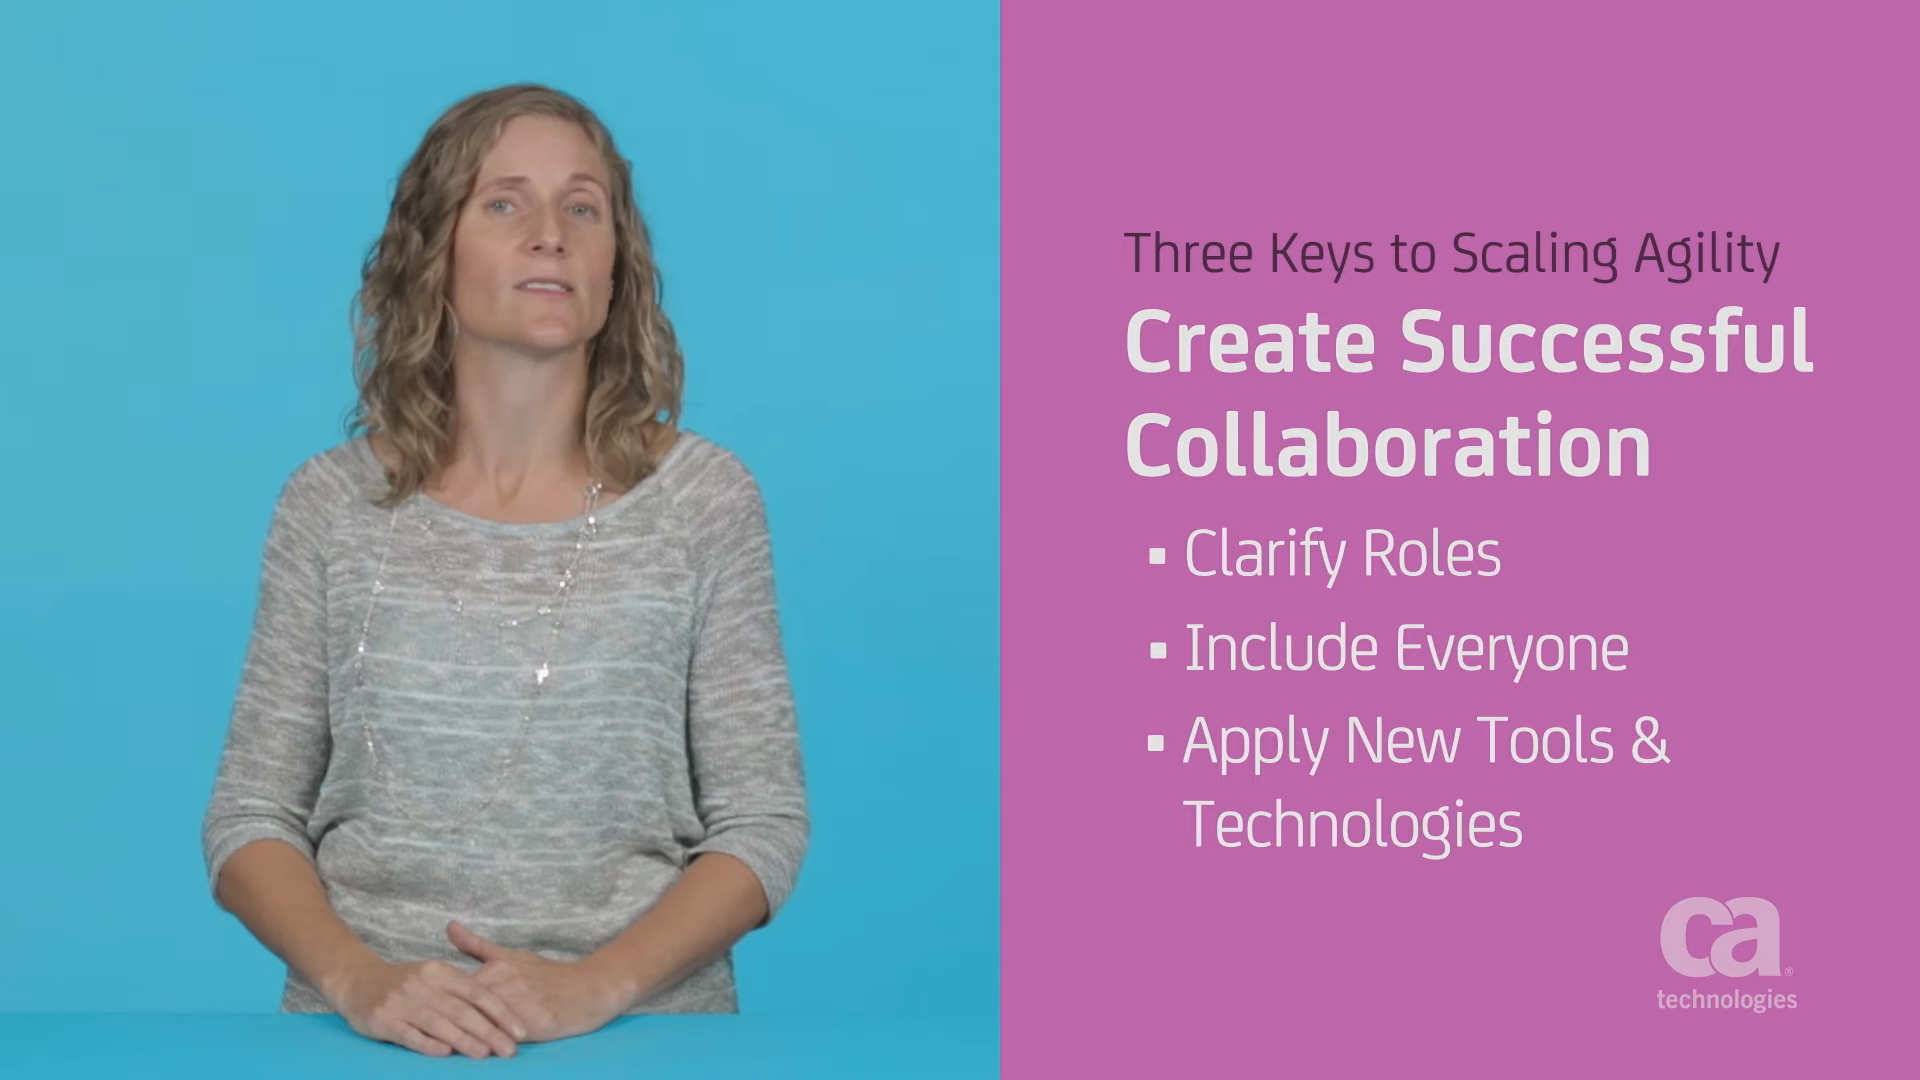 Three Keys to Scaling Agility
Create Successful
Collaboration
▪ Clarify Roles
▪ Include Everyone
▪ Apply New Tools &
Technologies
ca®
technologies